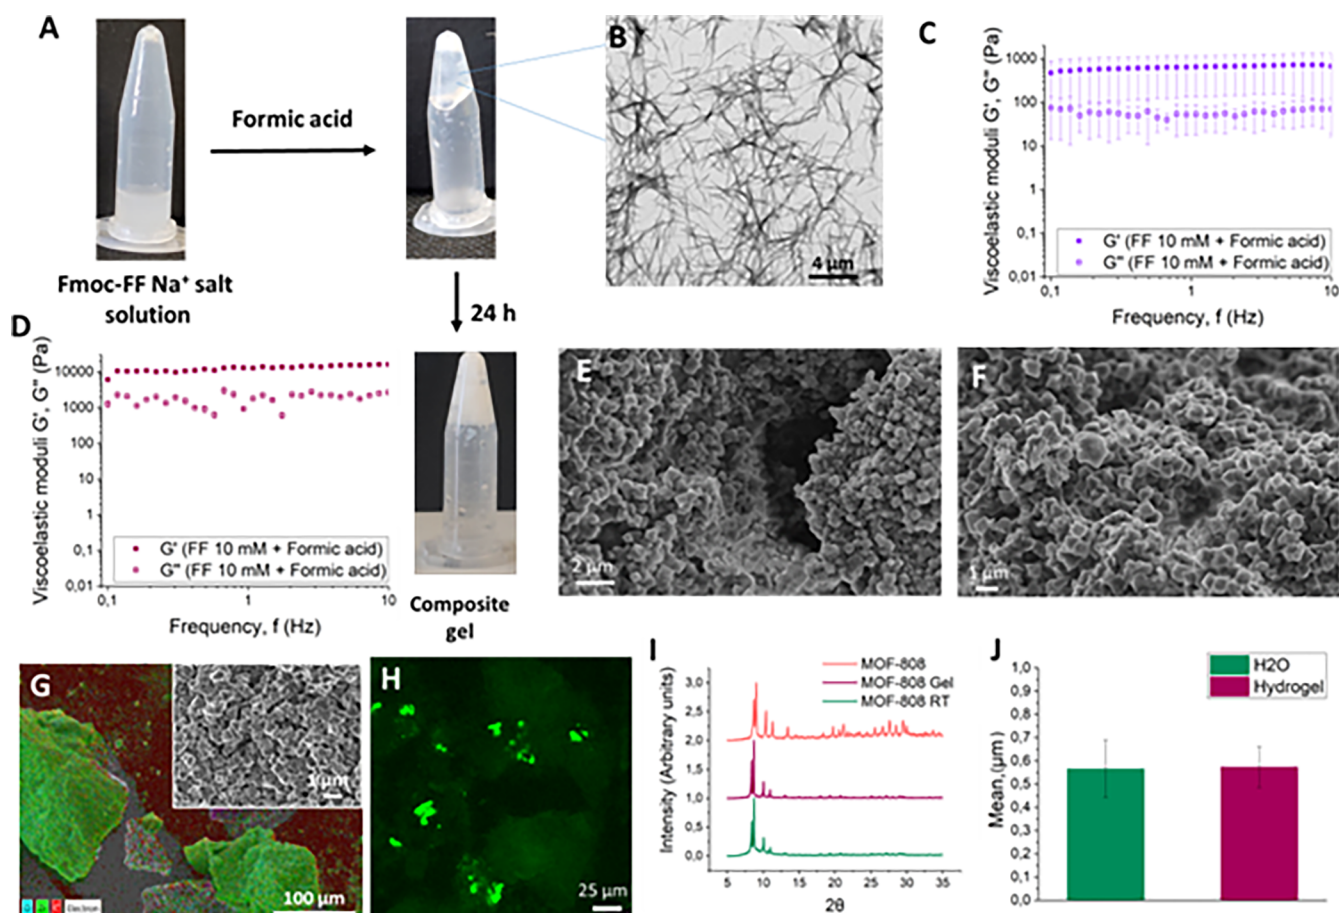 A
Formic acid
Fmoc-FF Na⁺ salt
solution
24 h
Composite
gel
B
4 µm
C
Viscoelastic moduli G', G'' (Pa)
1000
100
10
1
0,1
0,01
G' (FF 10 mM + Formic acid)
G'' (FF 10 mM + Formic acid)
0,1
1
10
Frequency, f (Hz)
D
Viscoelastic moduli G', G'' (Pa)
10000
1000
100
10
1
0,1
0,01
G' (FF 10 mM + Formic acid)
G'' (FF 10 mM + Formic acid)
0,1
1
10
Frequency, f (Hz)
E
2 µm
F
1 µm
G
1 µm
100 µm
Electron
H
25 µm
I
MOF-808
MOF-808 Gel
MOF-808 RT
Intensity (Arbitrary units)
3,0
2,5
2,0
1,5
1,0
0,5
0,0
5
10
15
20
25
30
35
2θ
J
H2O
Hydrogel
Mean,(µm)
1,0
0,9
0,8
0,7
0,6
0,5
0,4
0,3
0,2
0,1
0,0